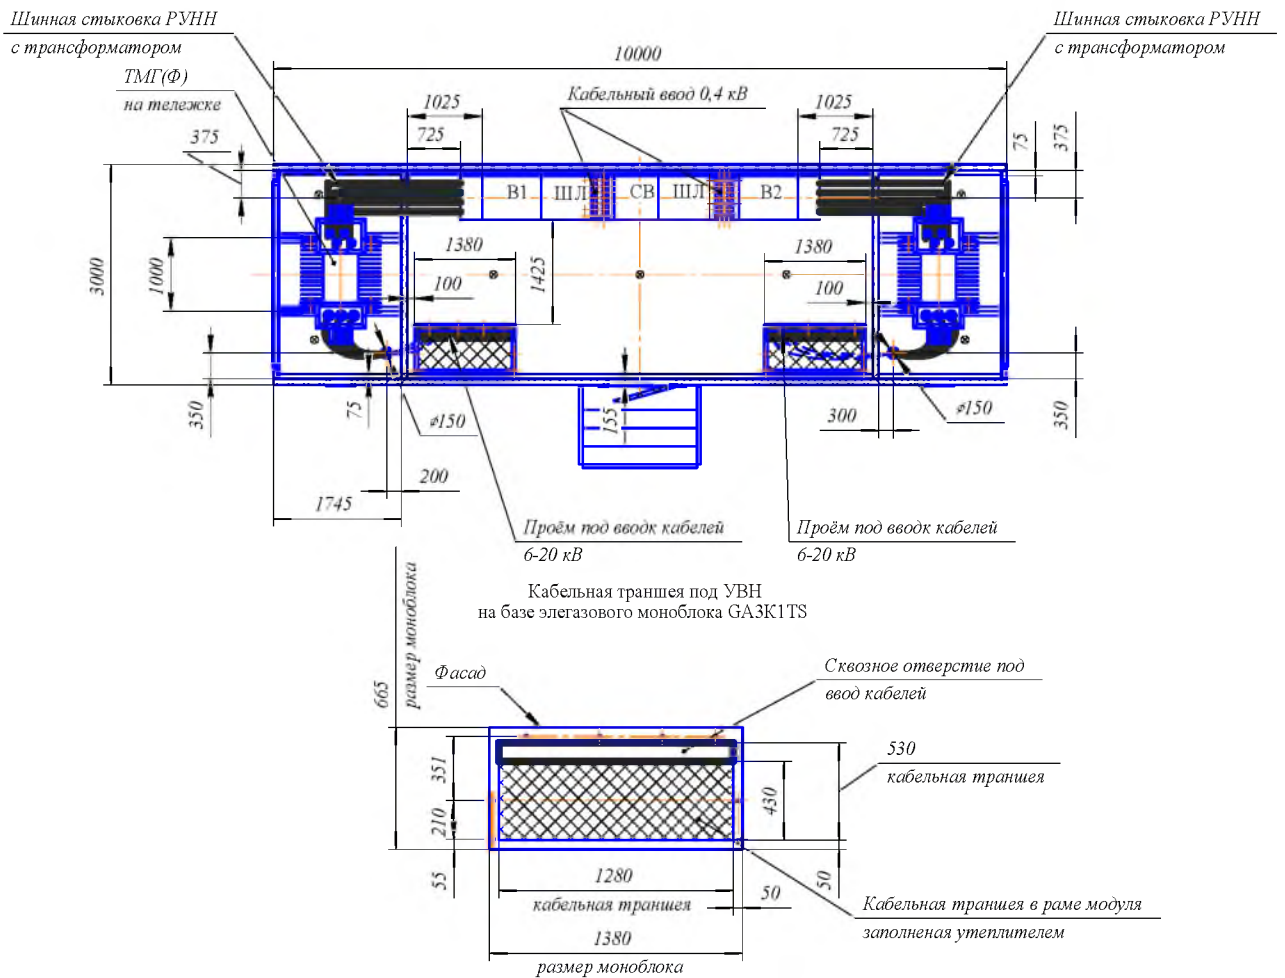 Шинная стыковка РУНН
с трансформатором
Шинная стыковка РУНН
с трансформатором
ТМГ(Ф)
на тележке
10000
Кабельный ввод 0,4 кВ
1025
1025
725
725
375
75
375
В1
ШЛ
СВ
ШЛ
В2
3000
1000
1380
1425
1380
100
100
350
75
ø150
155
300
ø150
350
200
1745
Проём под вводк кабелей
6-20 кВ
Проём под вводк кабелей
6-20 кВ
Кабельная траншея под УВН
на базе элегазового моноблока GA3K1TS
665
размер моноблока
Фасад
Сквозное отверстие под
ввод кабелей
351
210
55
430
530
кабельная траншея
50
1280
кабельная траншея
50
Кабельная траншея в раме модуля
заполненая утеплителем
1380
размер моноблока